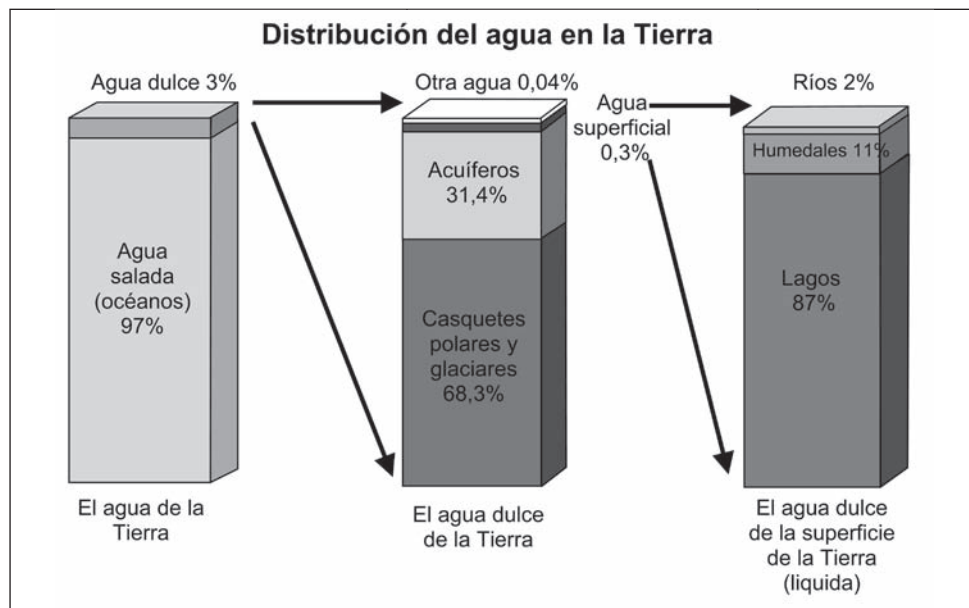 Distribución del agua en la Tierra
Agua dulce 3%
Agua
salada
(océanos)
97%
El agua de la
Tierra
Otra agua 0,04%
Acuíferos
31,4%
Casquetes
polares y
glaciares
68,3%
El agua dulce
de la Tierra
Agua
superficial
0,3%
Ríos 2%
Humedales 11%
Lagos
87%
El agua dulce
de la superficie
de la Tierra
(liquida)